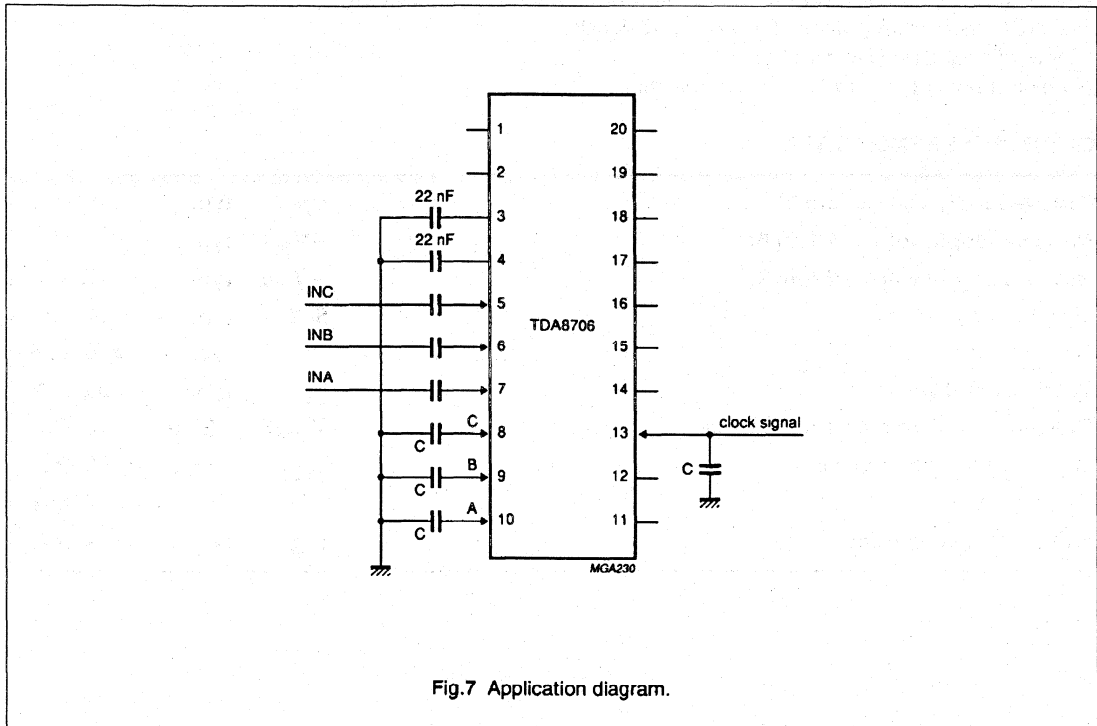 1
20
2
19
22 nF
3
18
22 nF
4
17
INC
5
16
TDA8706
INB
6
15
INA
7
14
C
8
13
clock signal
C
B
9
12
C
C
A
10
11
C
MGA230
Fig.7 Application diagram.